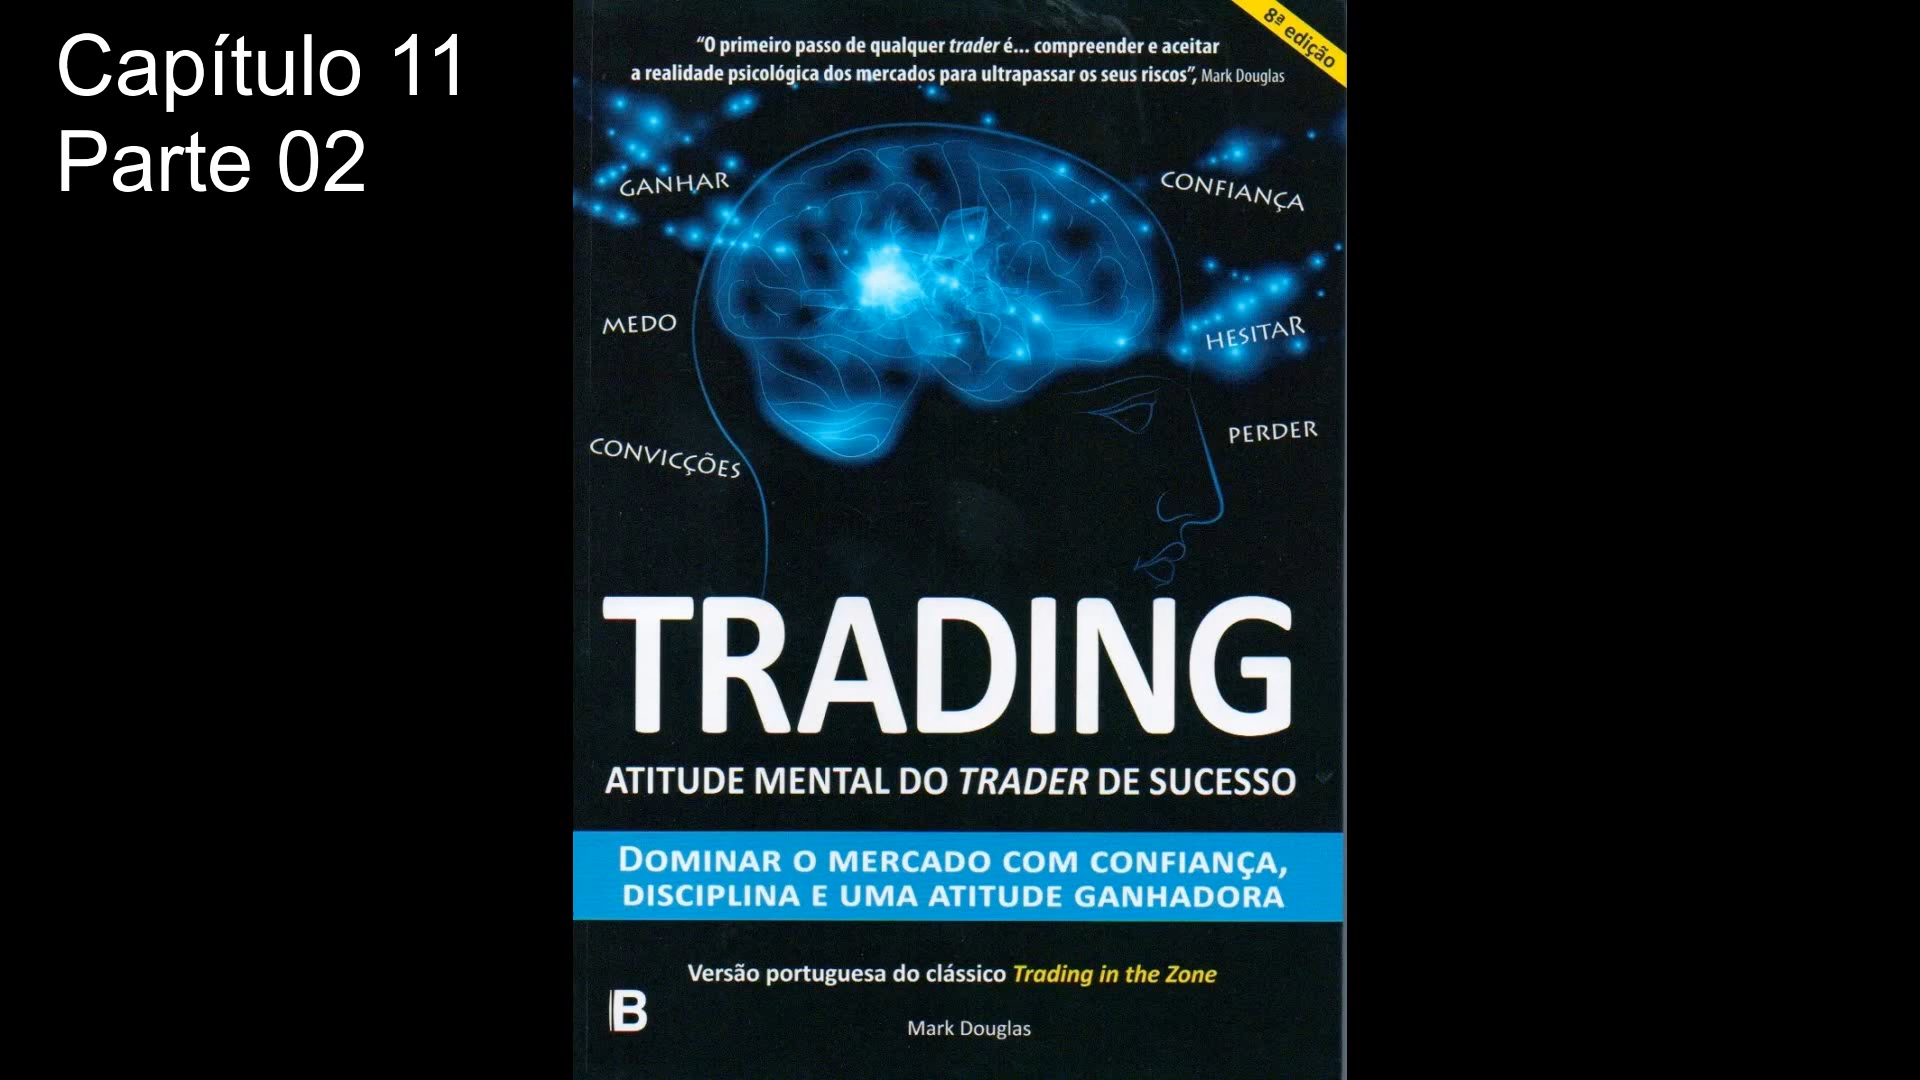 Capítulo 11
Parte 02
8ª edição
“O primeiro passo de qualquer trader é... compreender e aceitar
a realidade psicológica dos mercados para ultrapassar os seus riscos”, Mark Douglas
GANHAR
CONFIANÇA
MEDO
HESITAR
CONVICÇÕES
PERDER
TRADING
ATITUDE MENTAL DO TRADER DE SUCESSO
DOMINAR O MERCADO COM CONFIANÇA,
DISCIPLINA E UMA ATITUDE GANHADORA
Versão portuguesa do clássico Trading in the Zone
B
Mark Douglas